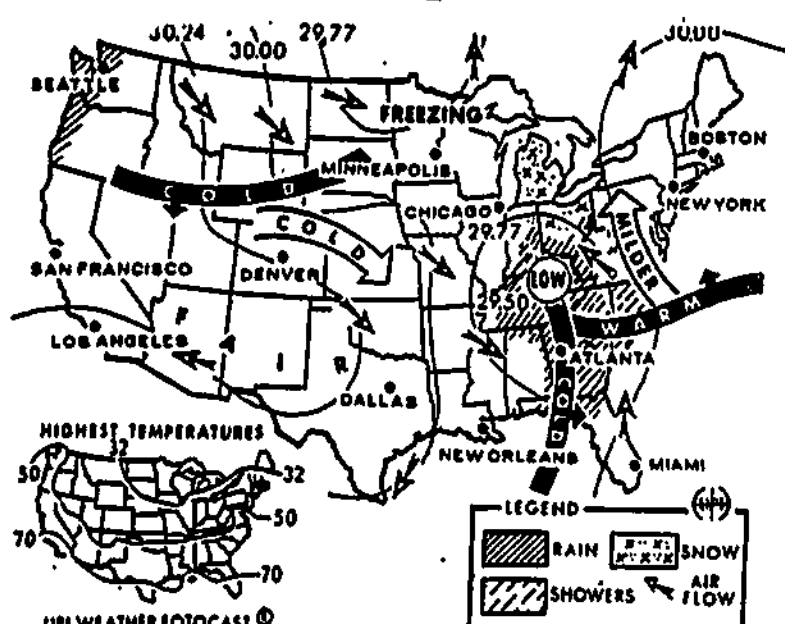 30.24
30.00
29.77
30.00
SEATTLE
FREEZING
BOSTON
MINNEAPOLIS
COLD
NEW YORK
CHICAGO
29.77
MILDER
COLD
SAN FRANCISCO
DENVER
LOW
29.50
WARM
F A I R
LOS ANGELES
ATLANTA
DALLAS
COLD
NEW ORLEANS
MIAMI
HIGHEST TEMPERATURES
32
50
32
50
70
70
UPI WEATHER FOTOCAST
LEGEND
RAIN
SNOW
SHOWERS
AIR
FLOW